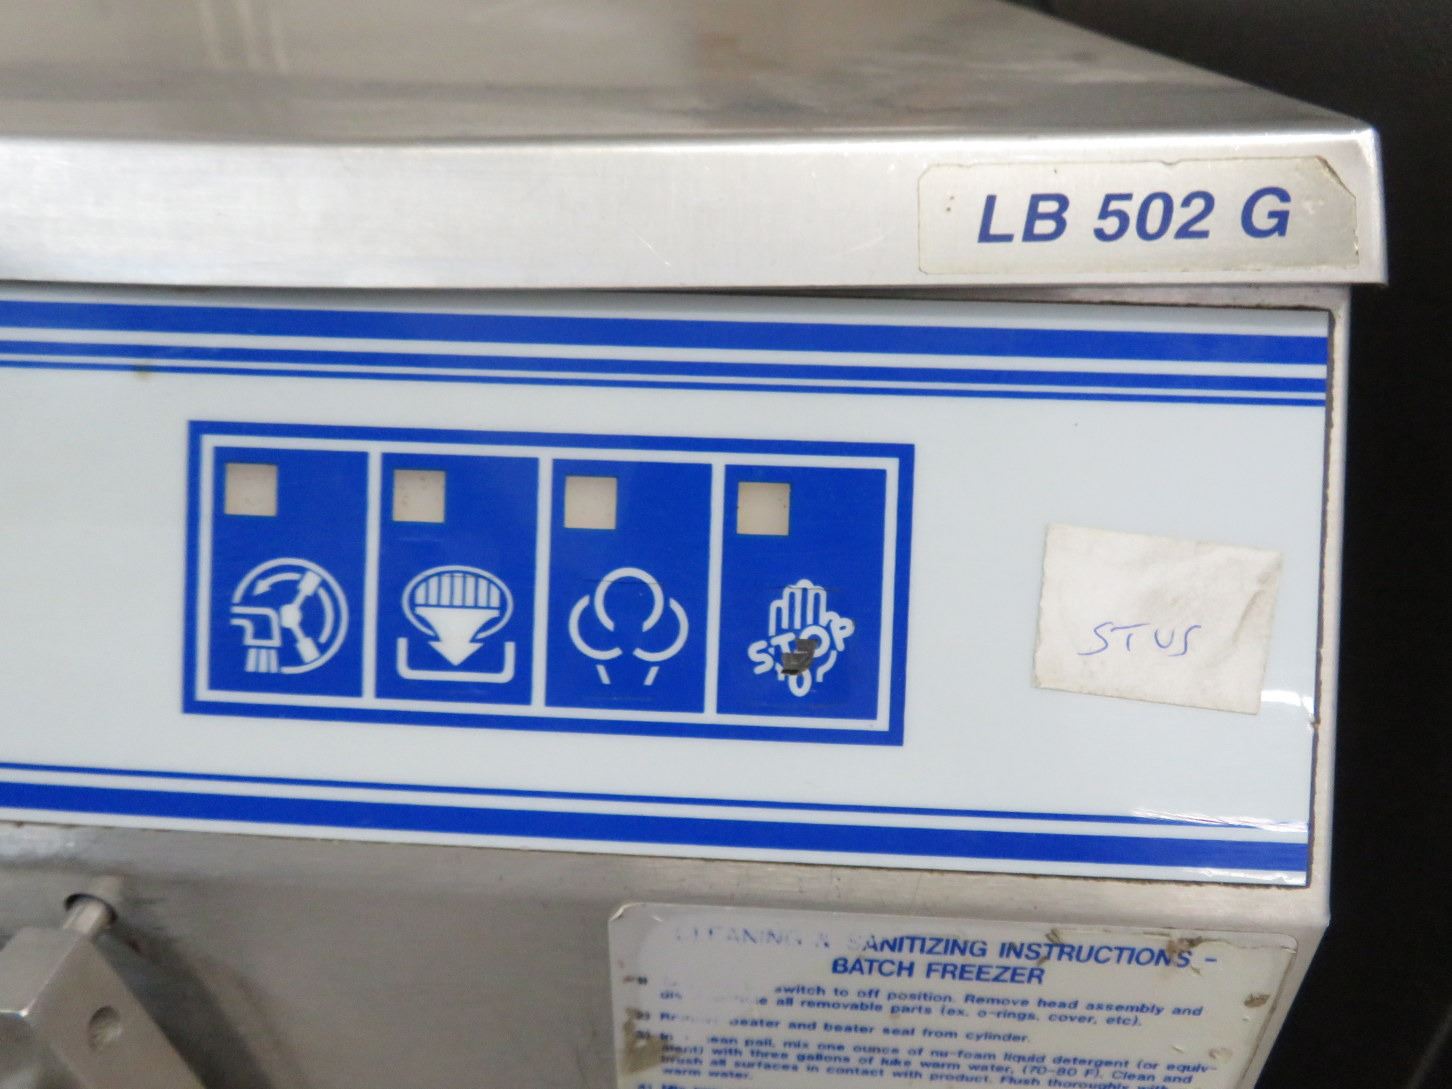 LB 502 G
STOP
STUS
CLEANING & SANITIZING INSTRUCTIONS -
BATCH FREEZER
switch to off position. Remove head assembly and
all removable parts (ex. o-rings, cover, etc).
beater and beater seal from cylinder.
pail, mix one ounce of nu-foam liquid detergent (or equiv-
alent) with three gallons of luke warm water, (70-80 F). Clean and
brush all surfaces in contact with product. Flush thoroughly with
warm water.